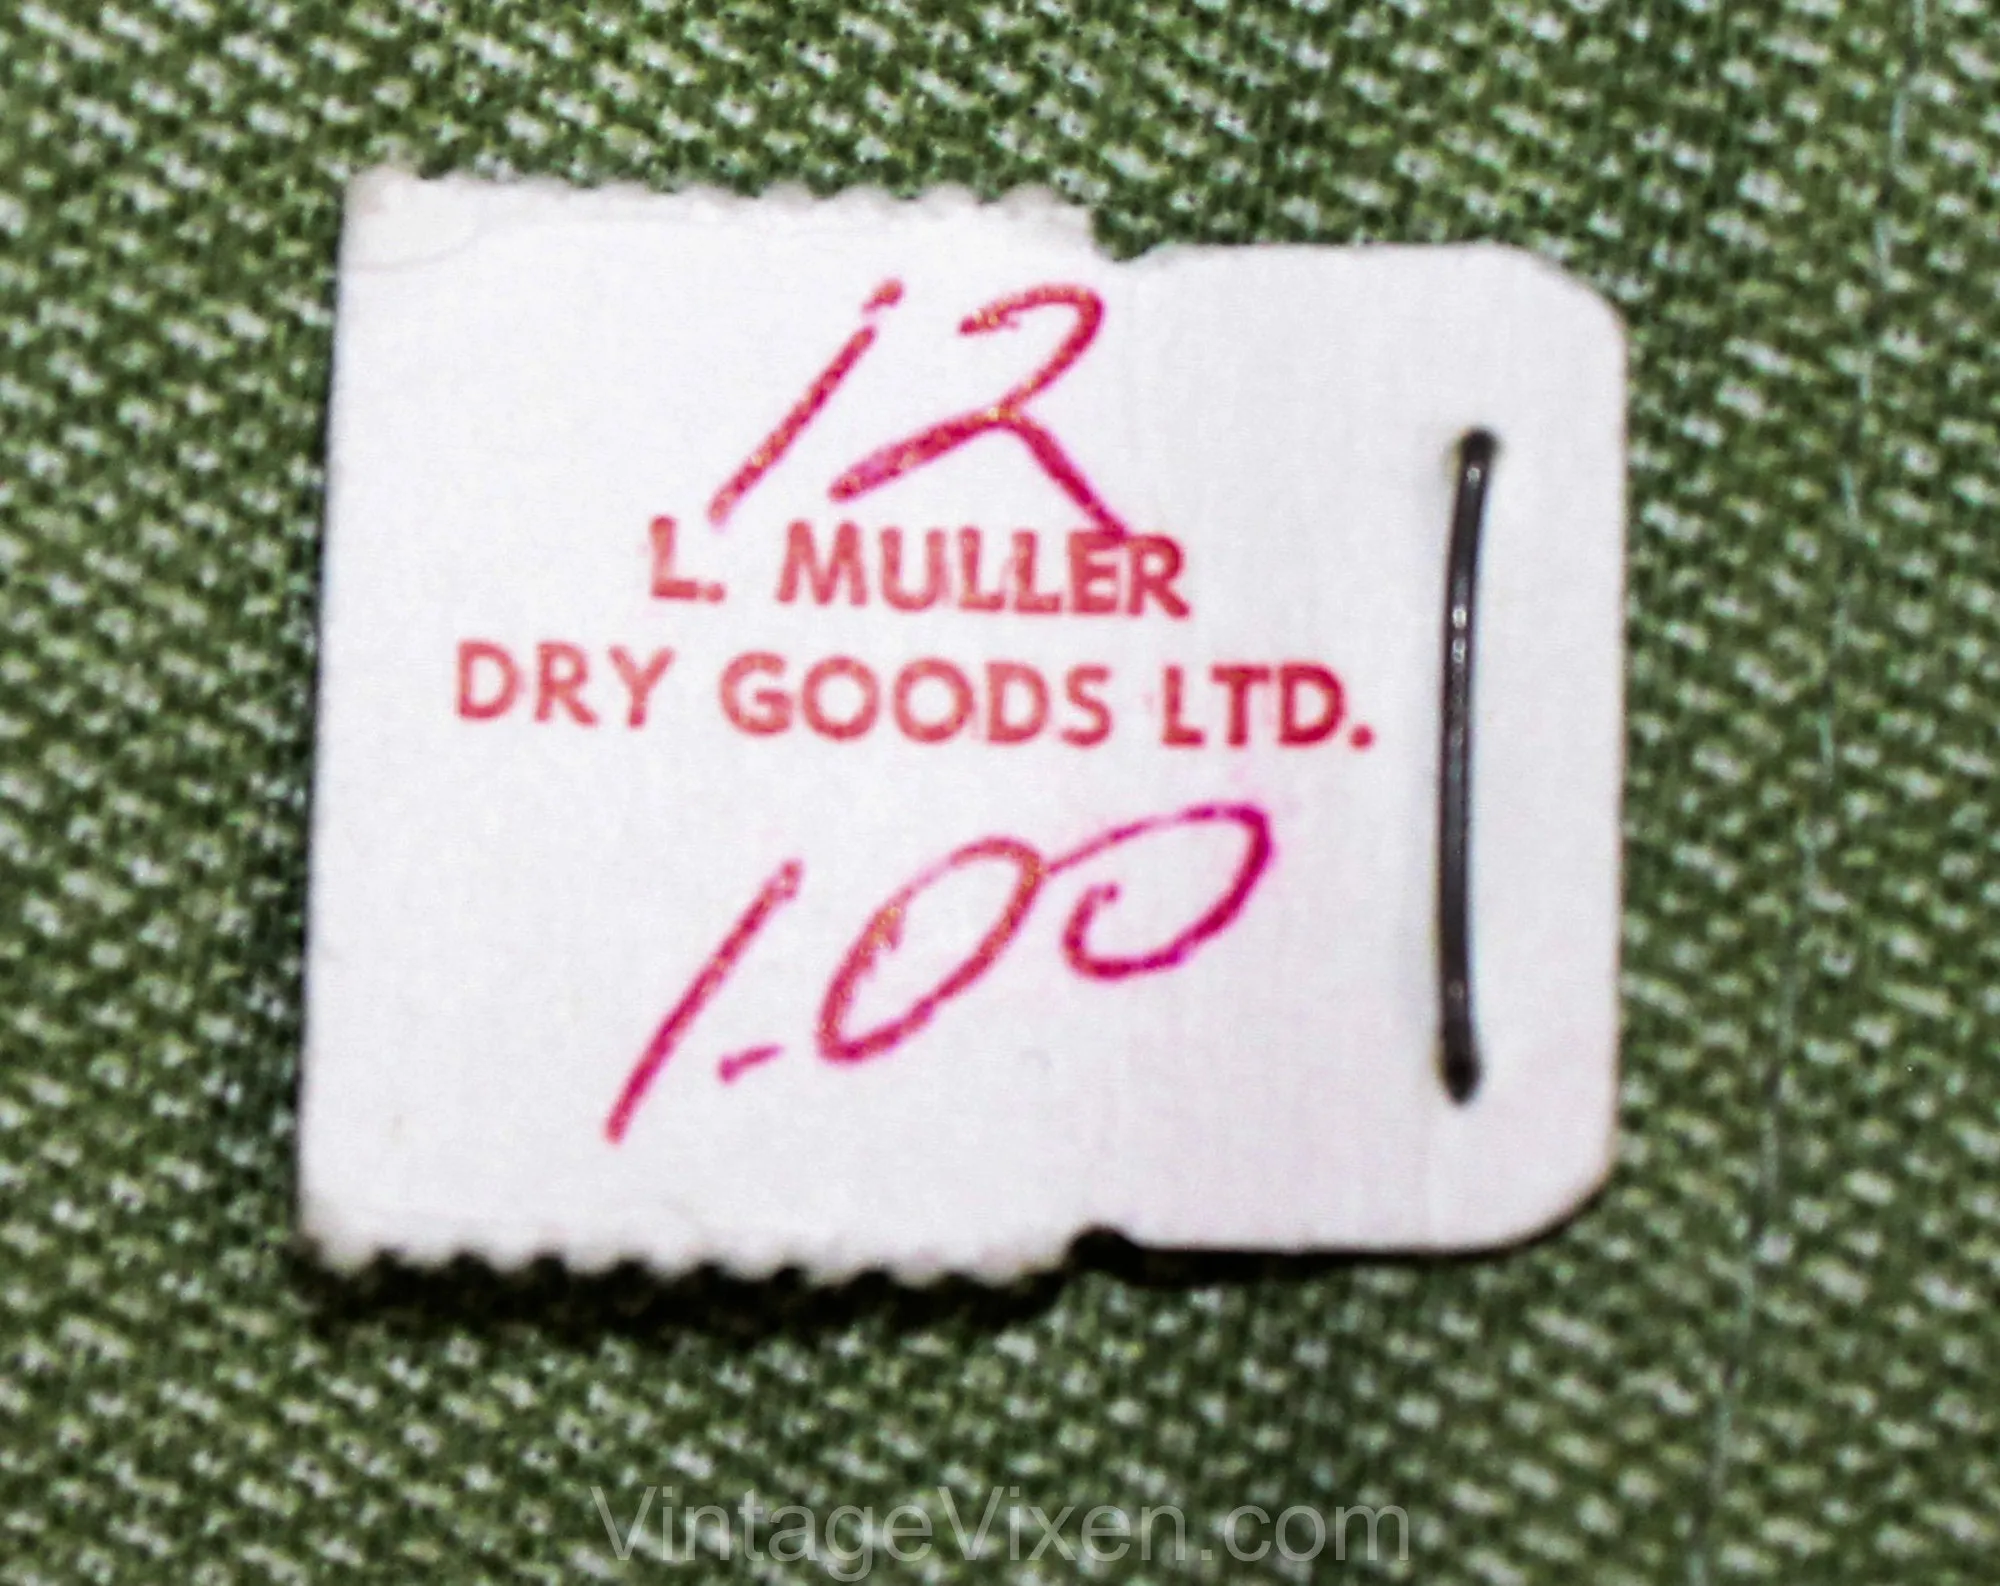 12
L. MULLER
DRY GOODS LTD.
1.00
VintageVixen.com